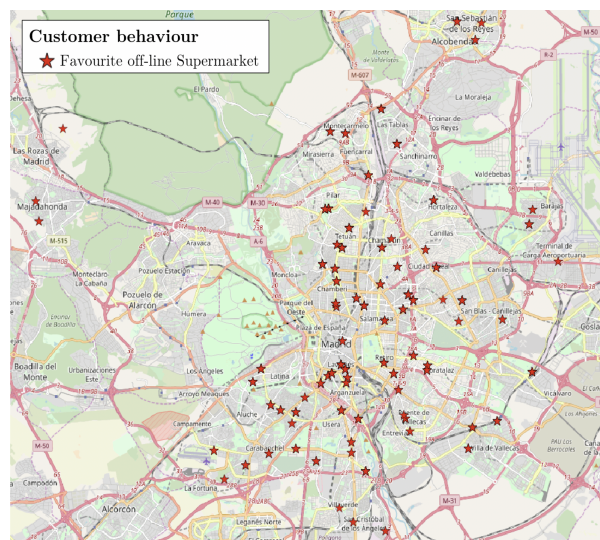 Parque
Customer behaviour
Favourite off-line Supermarket
San Sebastián
de los Reyes
Alcobendas
M-50
R-2
Monte
de Valdelatas
M-607
El Pardo
La Moraleja
Montecarmelo
Las Tablas
Encinar de
los Reyes
Mirasierra
Fuencarral
Sanchinarro
Las Rozas de
Madrid
Valdebebas
Majadahonda
M-40
M-30
Pilar
Hortaleza
Barajas
M-515
A-6
Aravaca
Tetuán
Chamartín
Canillas
Terminal de
Carga Aeroportuaria
Montecarlo
La Cabaña
Pozuelo Estación
Moncloa
Ciudad Lineal
Canillejas
Pozuelo de
Alarcón
Chamberí
Parque del
Oeste
Humera
Plaza de España
Salamanca
San Blas - Canillejas
Madrid
Boadilla del
Monte
Urbanizaciones
Este
Los Ángeles
Latina
Retiro
Moratalaz
Arroyo Meaques
Arganzuela
Vicálvaro
Campamento
Aluche
Usera
Puente de
Vallecas
Entrevías
M-50
Carabanchel
Villa de Vallecas
PAU Los
Berrocales
Campodón
La Fortuna
Alcorcón
Villaverde
M-31
Leganés Norte
San Cristóbal
de los Ángeles